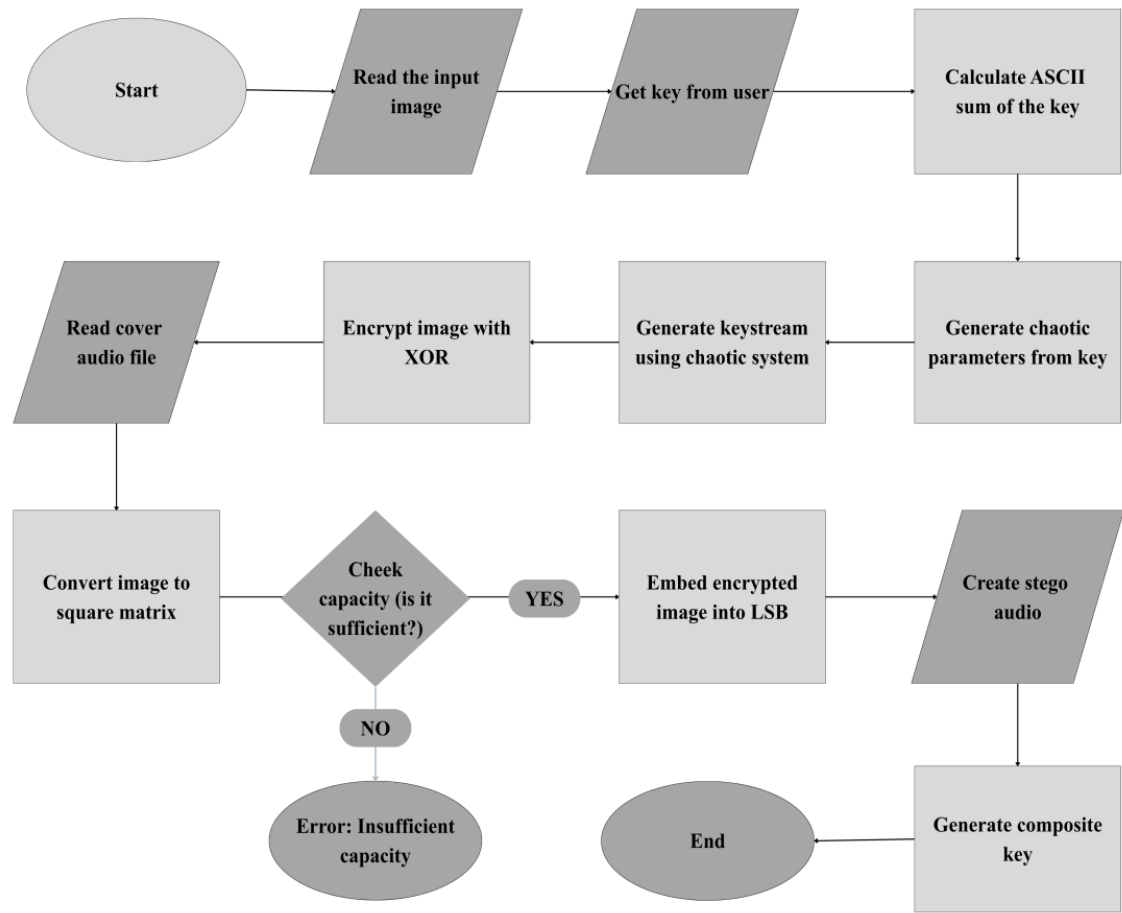 Start
Read the input
image
Get key from user
Calculate ASCII
sum of the key
Generate chaotic
parameters from key
Generate keystream
using chaotic system
Encrypt image with
XOR
Read cover
audio file
Convert image to
square matrix
Cheek
capacity (is it
sufficient?)
YES
Embed encrypted
image into LSB
Create stego
audio
NO
Error: Insufficient
capacity
Generate composite
key
End